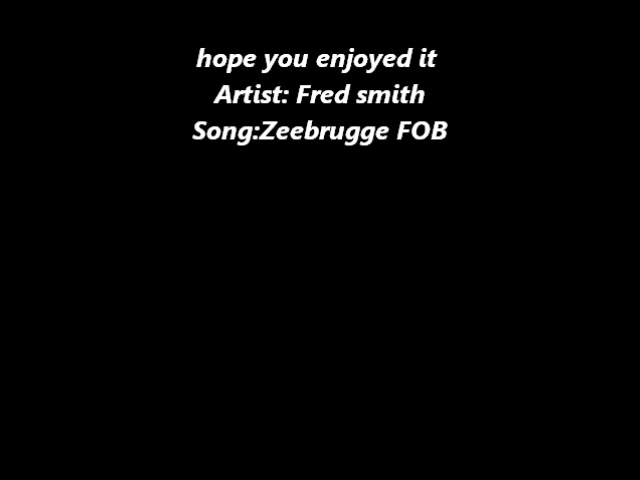 hope you enjoyed it
Artist: Fred smith
Song:Zeebrugge FOB